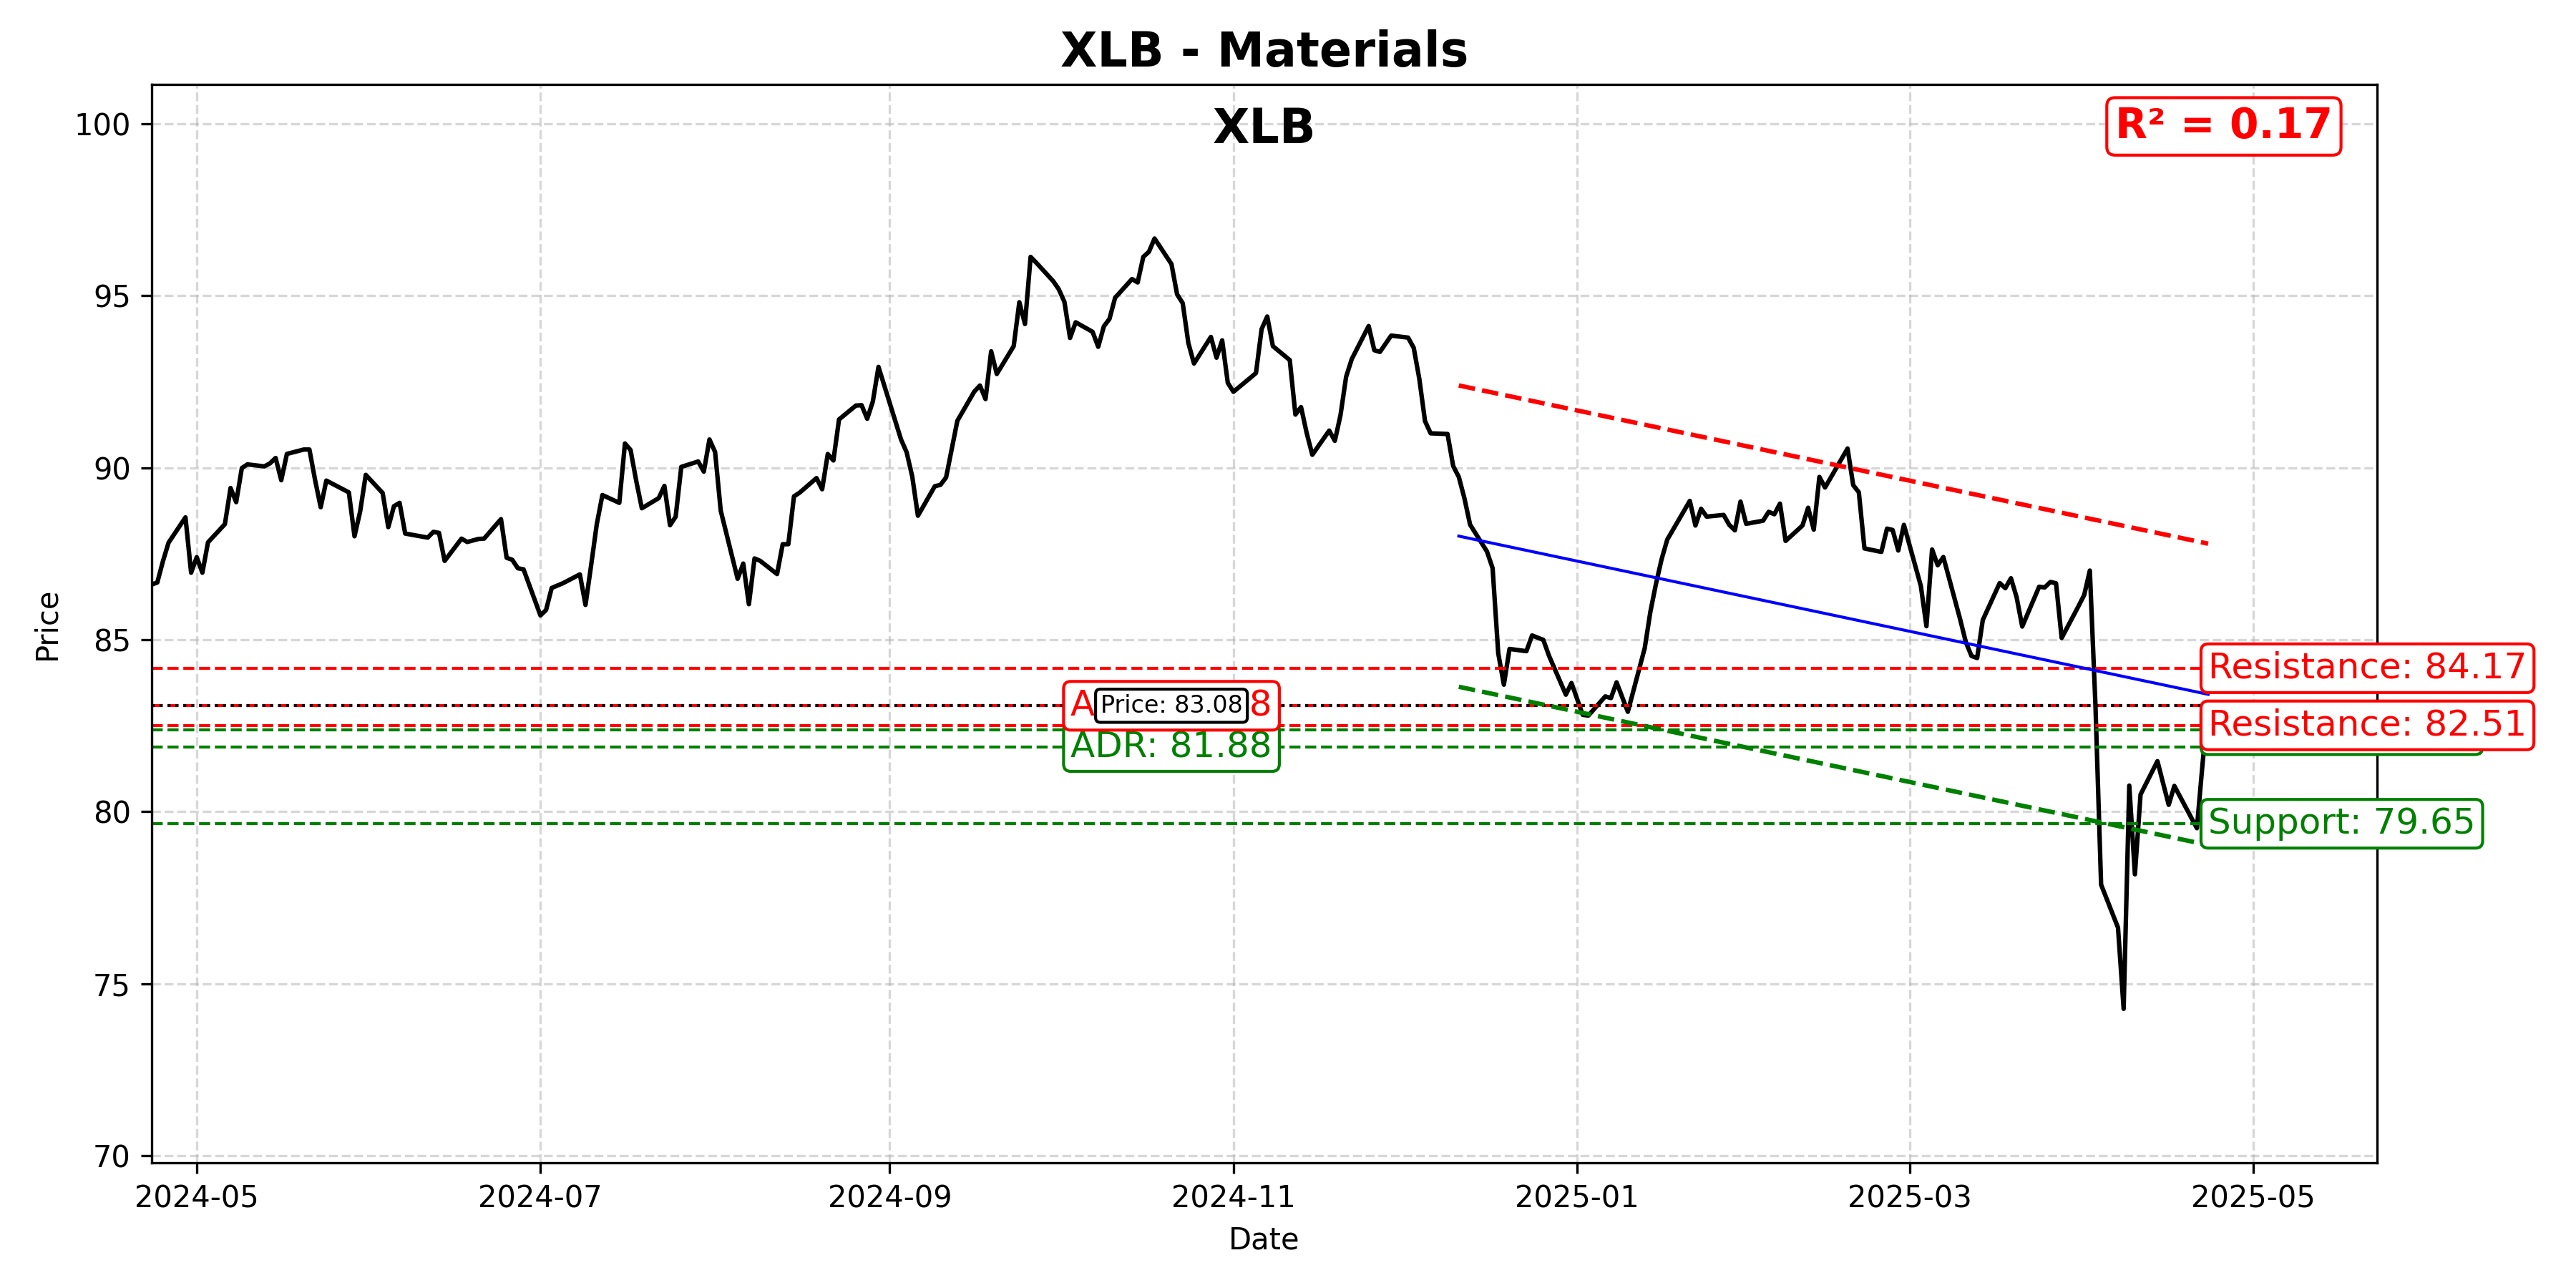 XLB - Materials
XLB
R² = 0.17
100
95
90
85
80
75
70
Price
Resistance: 84.17
Price: 83.08
Resistance: 82.51
ADR: 81.88
Support: 79.65
2024-05
2024-07
2024-09
2024-11
2025-01
2025-03
2025-05
Date